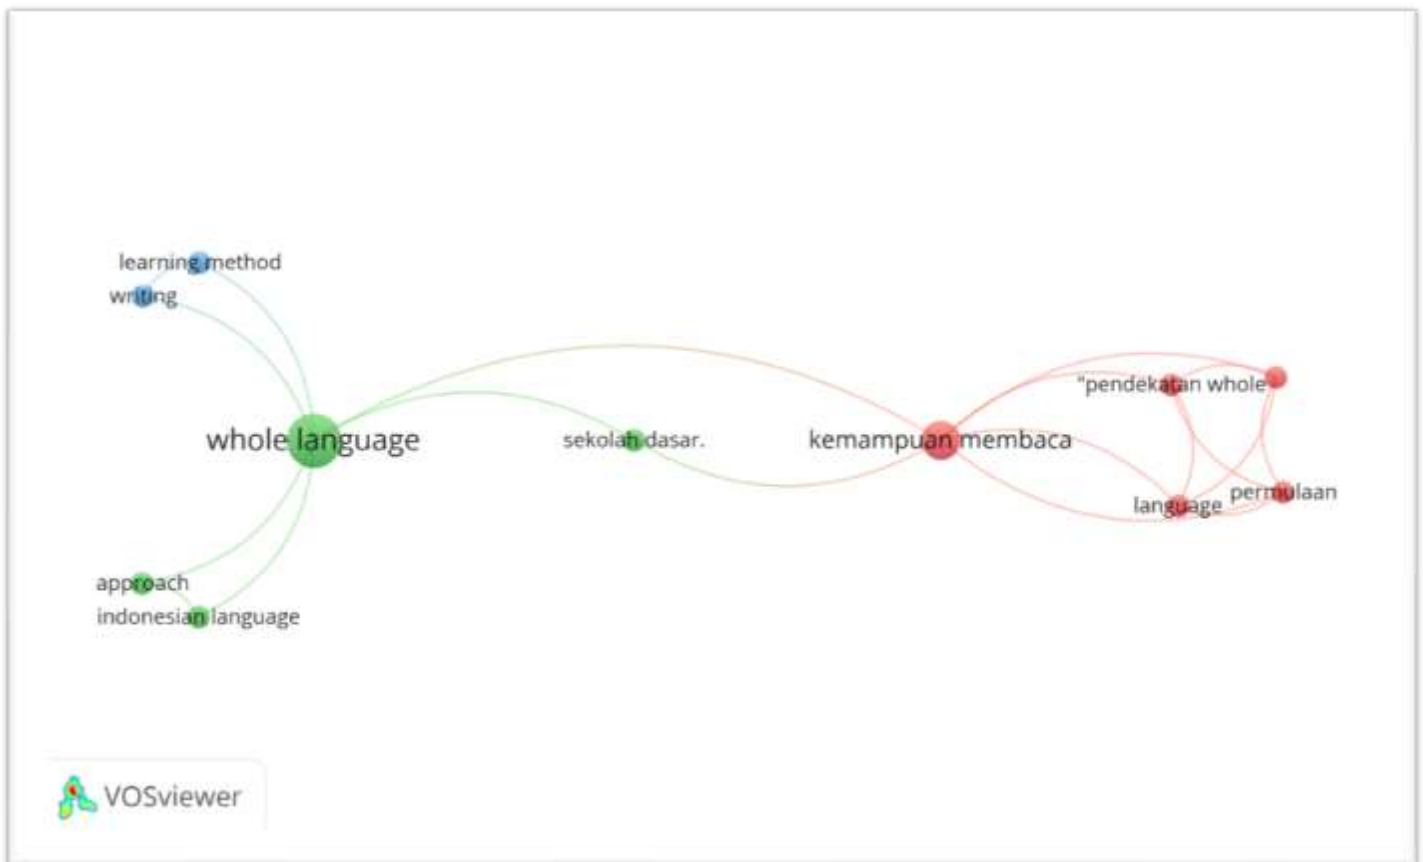 learning method
writing
whole language
sekolah dasar.
kemampuan membaca
"pendekatan whole
language
permulaan
approach
indonesian language
VOSviewer